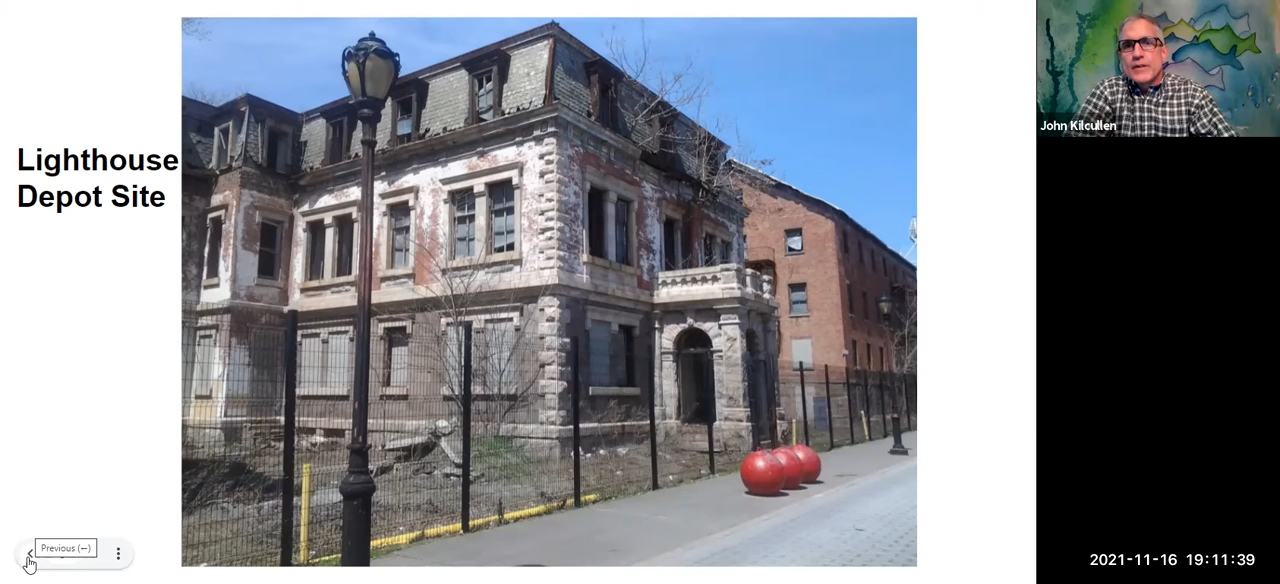 Lighthouse
Depot Site
John Kilcullen
Previous (←)
2021-11-16 19:11:39